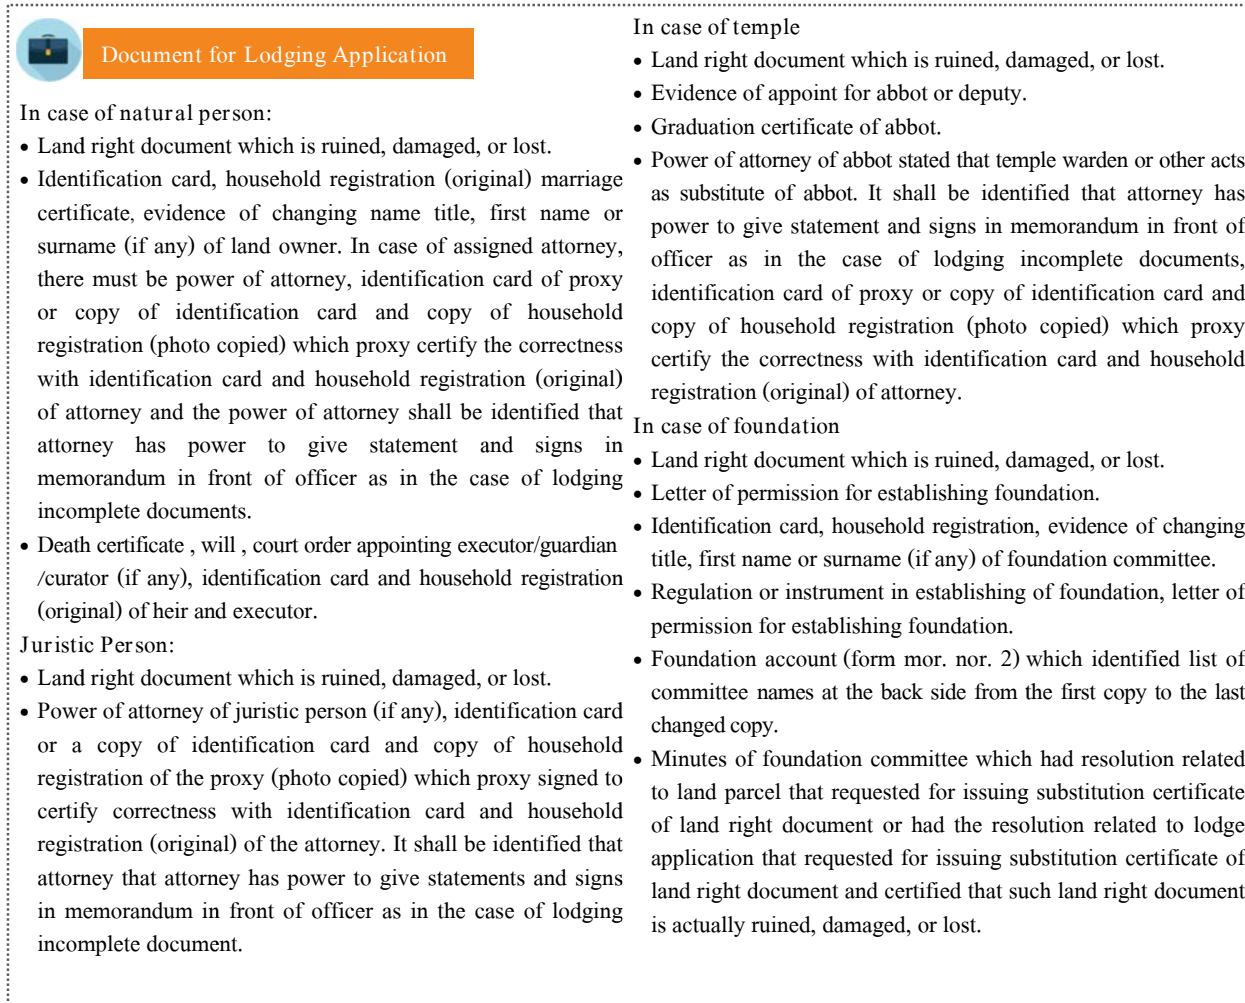 Document for Lodging Application
In case of natural person:
• Land right document which is ruined, damaged, or lost.
• Identification card, household registration (original) marriage
certificate, evidence of changing name title, first name or
surname (if any) of land owner. In case of assigned attorney,
there must be power of attorney, identification card of proxy
or copy of identification card and copy of household
registration (photo copied) which proxy certify the correctness
with identification card and household registration (original)
of attorney and the power of attorney shall be identified that
attorney has power to give statement and signs in
memorandum in front of officer as in the case of lodging
incomplete documents.
• Death certificate , will , court order appointing executor/guardian
/curator (if any), identification card and household registration
(original) of heir and executor.
Juristic Person:
• Land right document which is ruined, damaged, or lost.
• Power of attorney of juristic person (if any), identification card
or a copy of identification card and copy of household
registration of the proxy (photo copied) which proxy signed to
certify correctness with identification card and household
registration (original) of the attorney. It shall be identified that
attorney that attorney has power to give statements and signs
in memorandum in front of officer as in the case of lodging
incomplete document.
In case of temple
• Land right document which is ruined, damaged, or lost.
• Evidence of appoint for abbot or deputy.
• Graduation certificate of abbot.
• Power of attorney of abbot stated that temple warden or other acts
as substitute of abbot. It shall be identified that attorney has
power to give statement and signs in memorandum in front of
officer as in the case of lodging incomplete documents,
identification card of proxy or copy of identification card and
copy of household registration (photo copied) which proxy
certify the correctness with identification card and household
registration (original) of attorney.
In case of foundation
• Land right document which is ruined, damaged, or lost.
• Letter of permission for establishing foundation.
• Identification card, household registration, evidence of changing
title, first name or surname (if any) of foundation committee.
• Regulation or instrument in establishing of foundation, letter of
permission for establishing foundation.
• Foundation account (form mor. nor. 2) which identified list of
committee names at the back side from the first copy to the last
changed copy.
• Minutes of foundation committee which had resolution related
to land parcel that requested for issuing substitution certificate
of land right document or had the resolution related to lodge
application that requested for issuing substitution certificate of
land right document and certified that such land right document
is actually ruined, damaged, or lost.